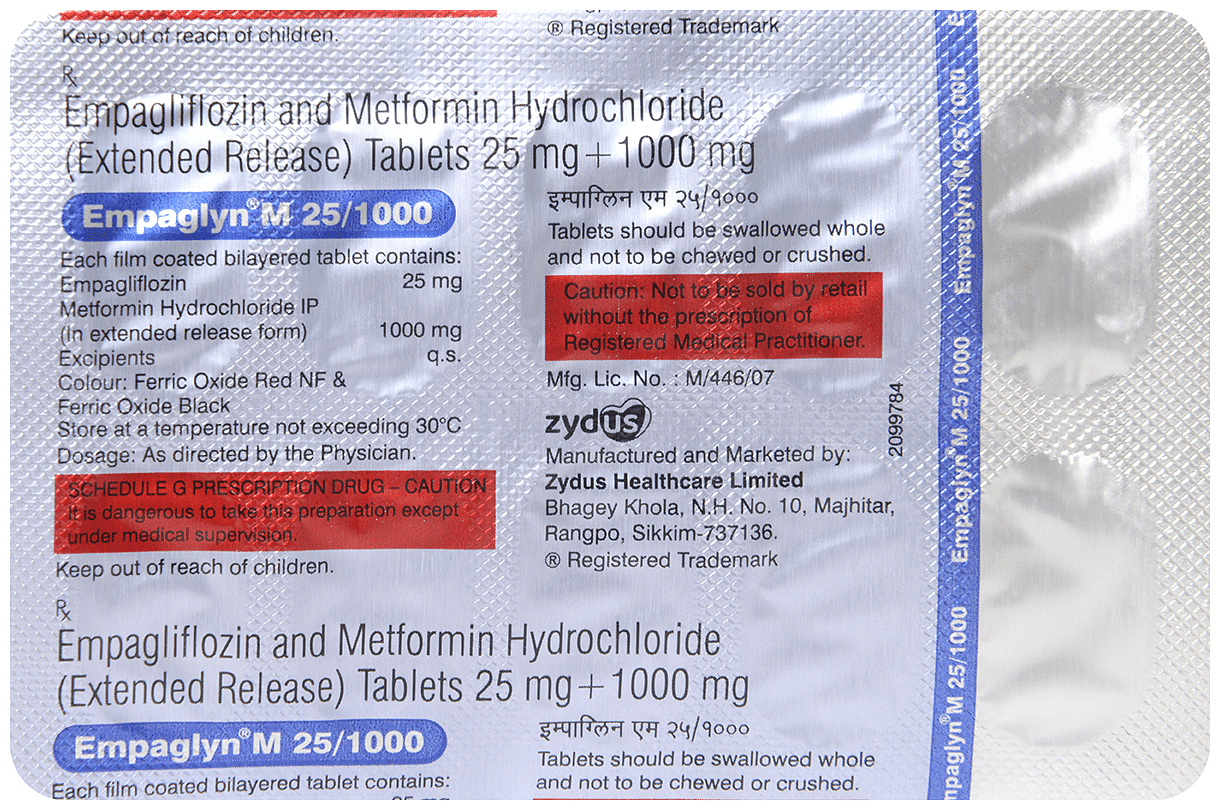 Keep out of reach of children.
® Registered Trademark
Rx
Empagliflozin and Metformin Hydrochloride
(Extended Release) Tablets 25 mg + 1000 mg
Empaglyn® M 25/1000
Each film coated bilayered tablet contains:
Empagliflozin 25 mg
Metformin Hydrochloride IP
(In extended release form) 1000 mg
Excipients q.s.
Colour: Ferric Oxide Red NF &
Ferric Oxide Black
Store at a temperature not exceeding 30°C
Dosage: As directed by the Physician.
SCHEDULE G PRESCRIPTION DRUG – CAUTION
It is dangerous to take this preparation except
under medical supervision.
Keep out of reach of children.
इम्पाग्लिन एम २५/१०००
Tablets should be swallowed whole
and not to be chewed or crushed.
Caution: Not to be sold by retail
without the prescription of
Registered Medical Practitioner.
Mfg. Lic. No. : M/446/07
zydus
Manufactured and Marketed by:
Zydus Healthcare Limited
Bhagey Khola, N.H. No. 10, Majhitar,
Rangpo, Sikkim-737136.
® Registered Trademark
2099784
Rx
Empagliflozin and Metformin Hydrochloride
(Extended Release) Tablets 25 mg + 1000 mg
Empaglyn® M 25/1000
Each film coated bilayered tablet contains:
25 mg
इम्पाग्लिन एम २५/१०००
Tablets should be swallowed whole
and not to be chewed or crushed.
Empaglyn® M 25/1000
Empaglyn® M 25/1000
mpaglyn® M 25/1000